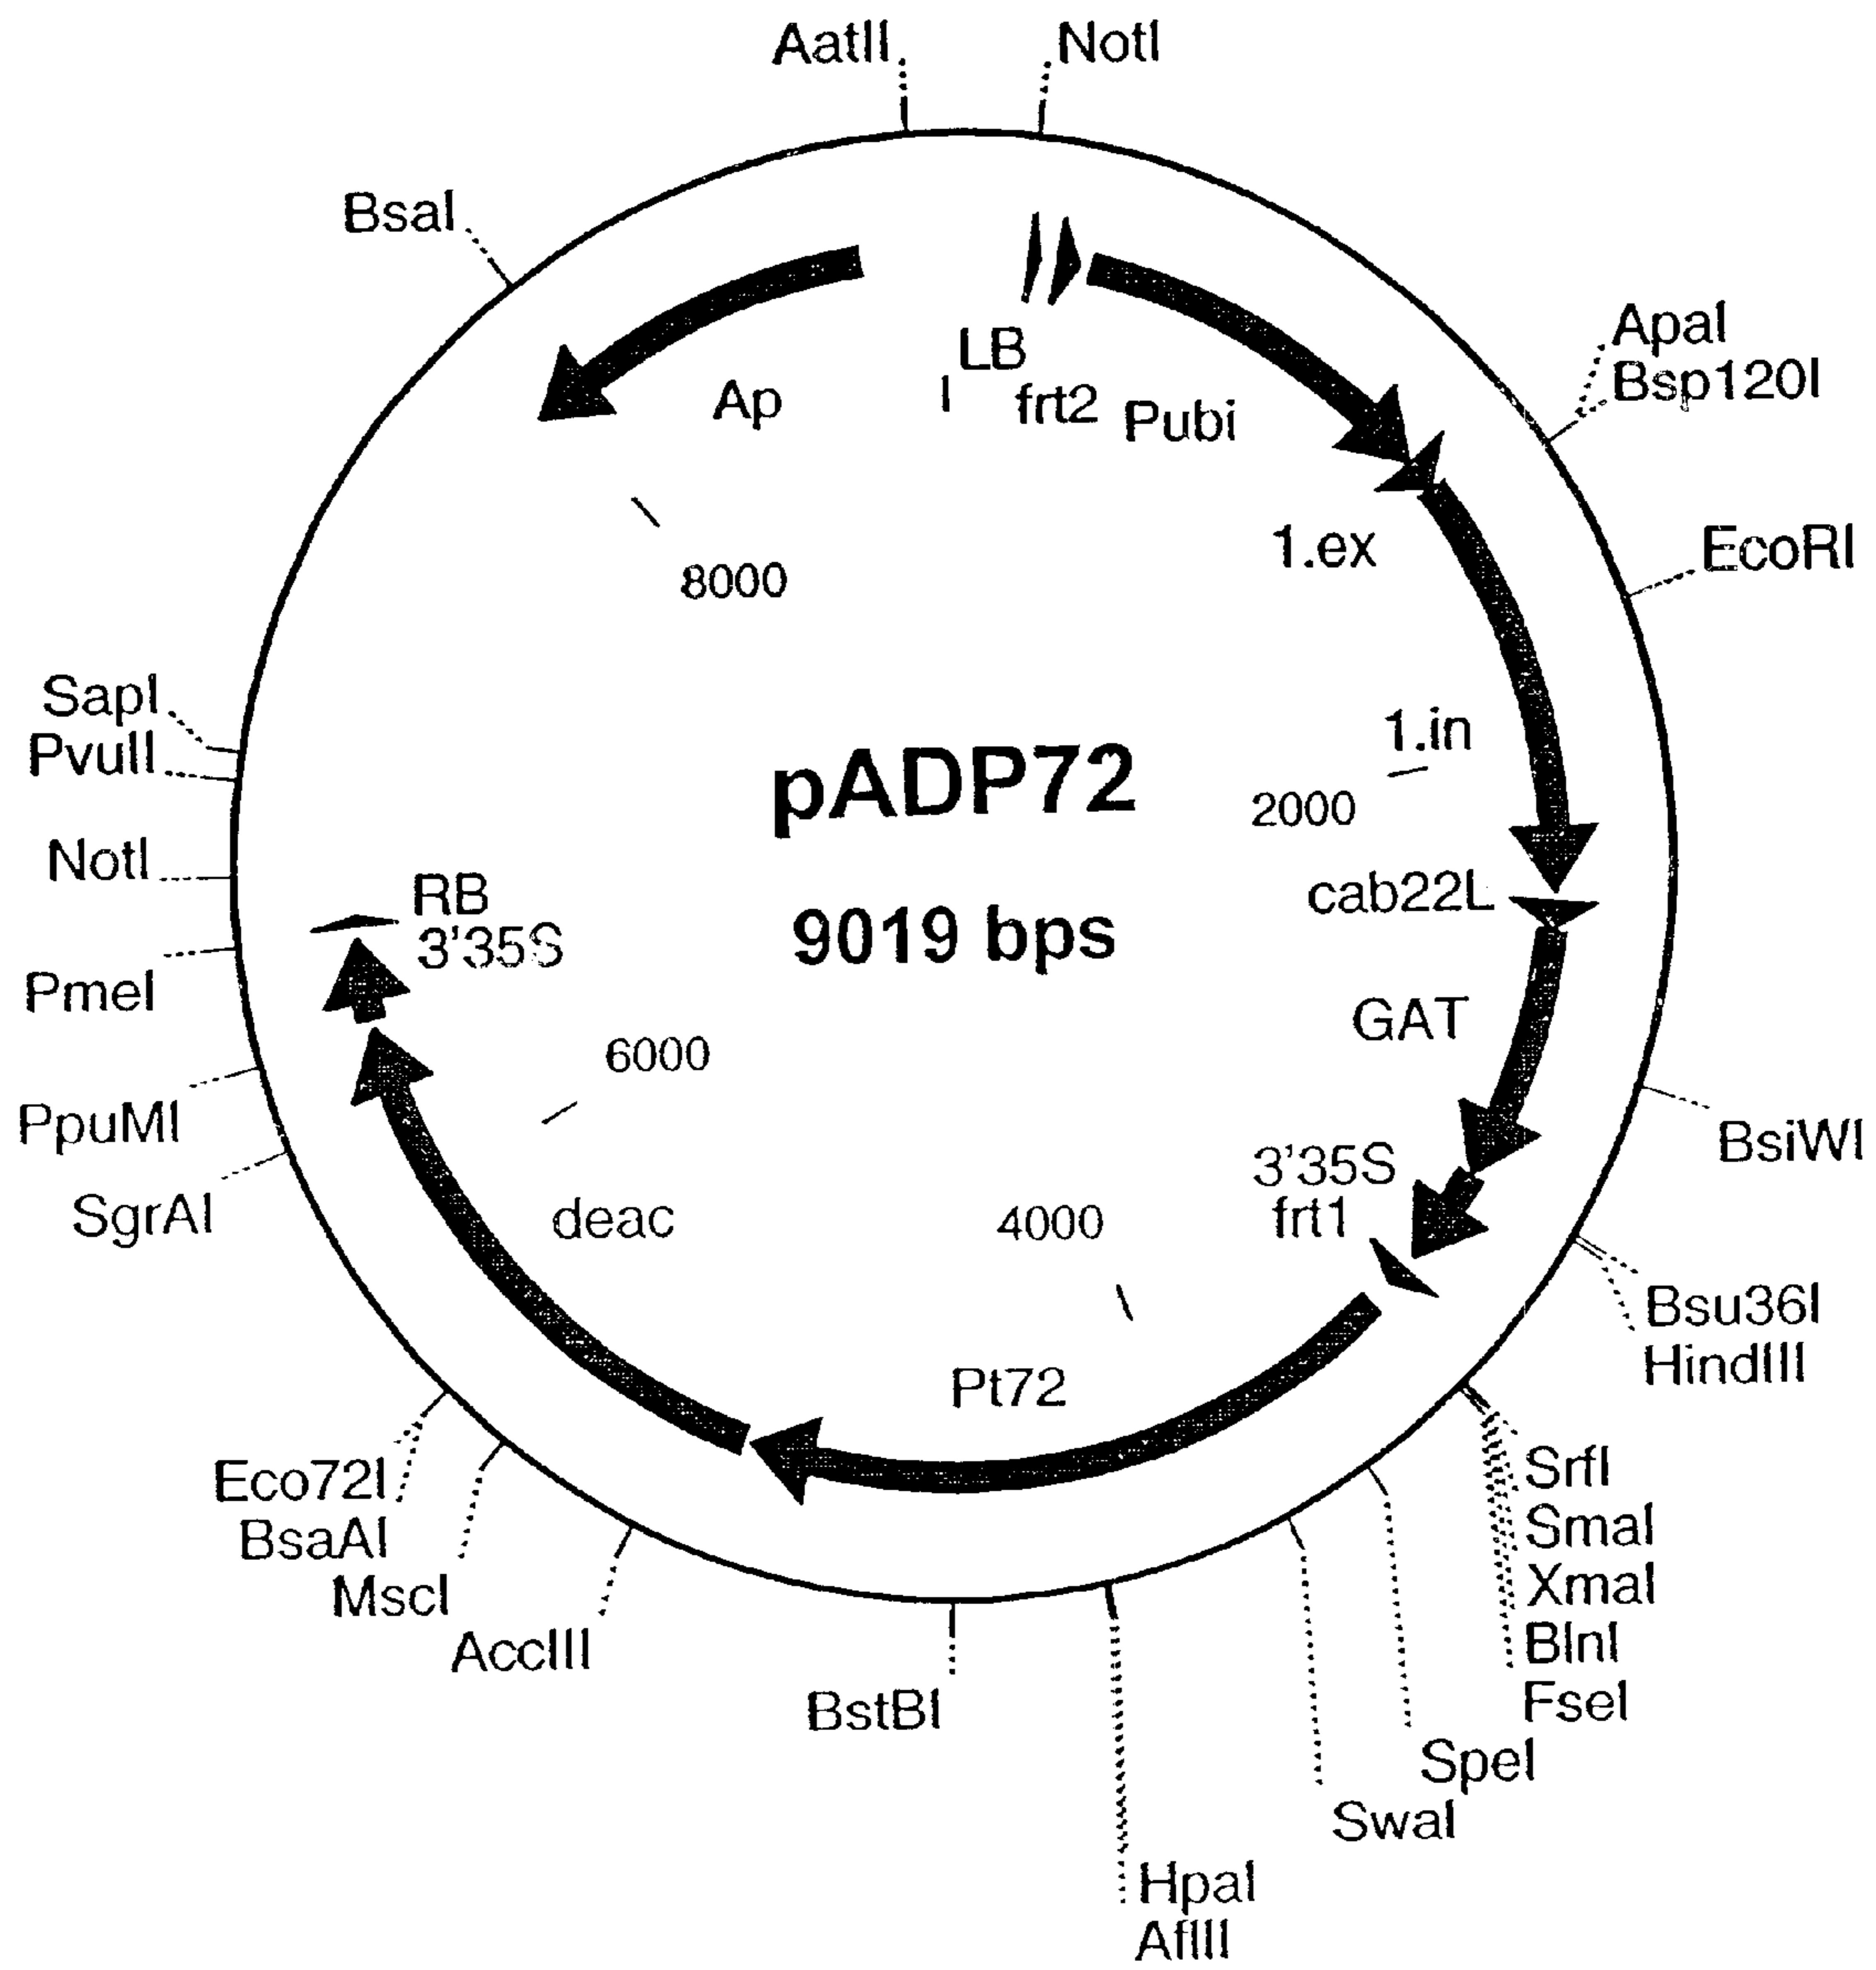 AatII
NotI
BsaI
ApaI
Bsp120I
LB
I
frt2
Pubi
Ap
1.ex
EcoRI
8000
SapI
PvuII
1.in
pADP72
2000
NotI
RB
3'35S
cab22L
9019 bps
PmeI
GAT
6000
PpuMI
BsiWI
SgrAI
deac
4000
3'35S
frt1
Bsu36I
HindIII
Pt72
Eco72I
BsaAI
MscI
AccIII
BstBI
SrfI
SmaI
XmaI
BlnI
FseI
SpeI
SwaI
HpaI
AflII